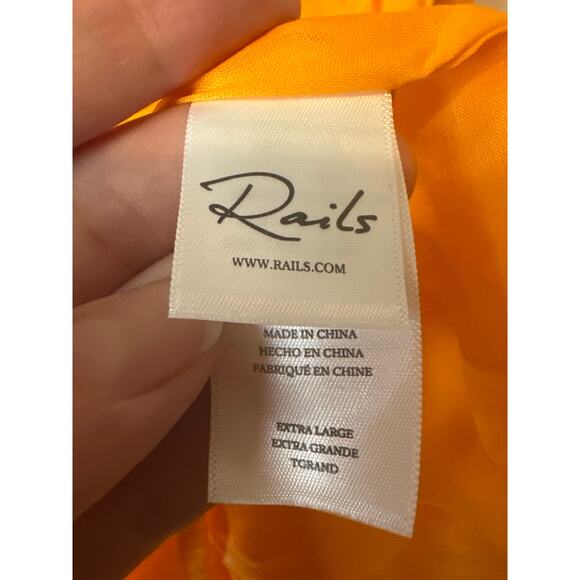 Rails
WWW.RAILS.COM
MADE IN CHINA
HECHO EN CHINA
FABRIQUÉ EN CHINE
EXTRA LARGE
EXTRA GRANDE
TGRAND